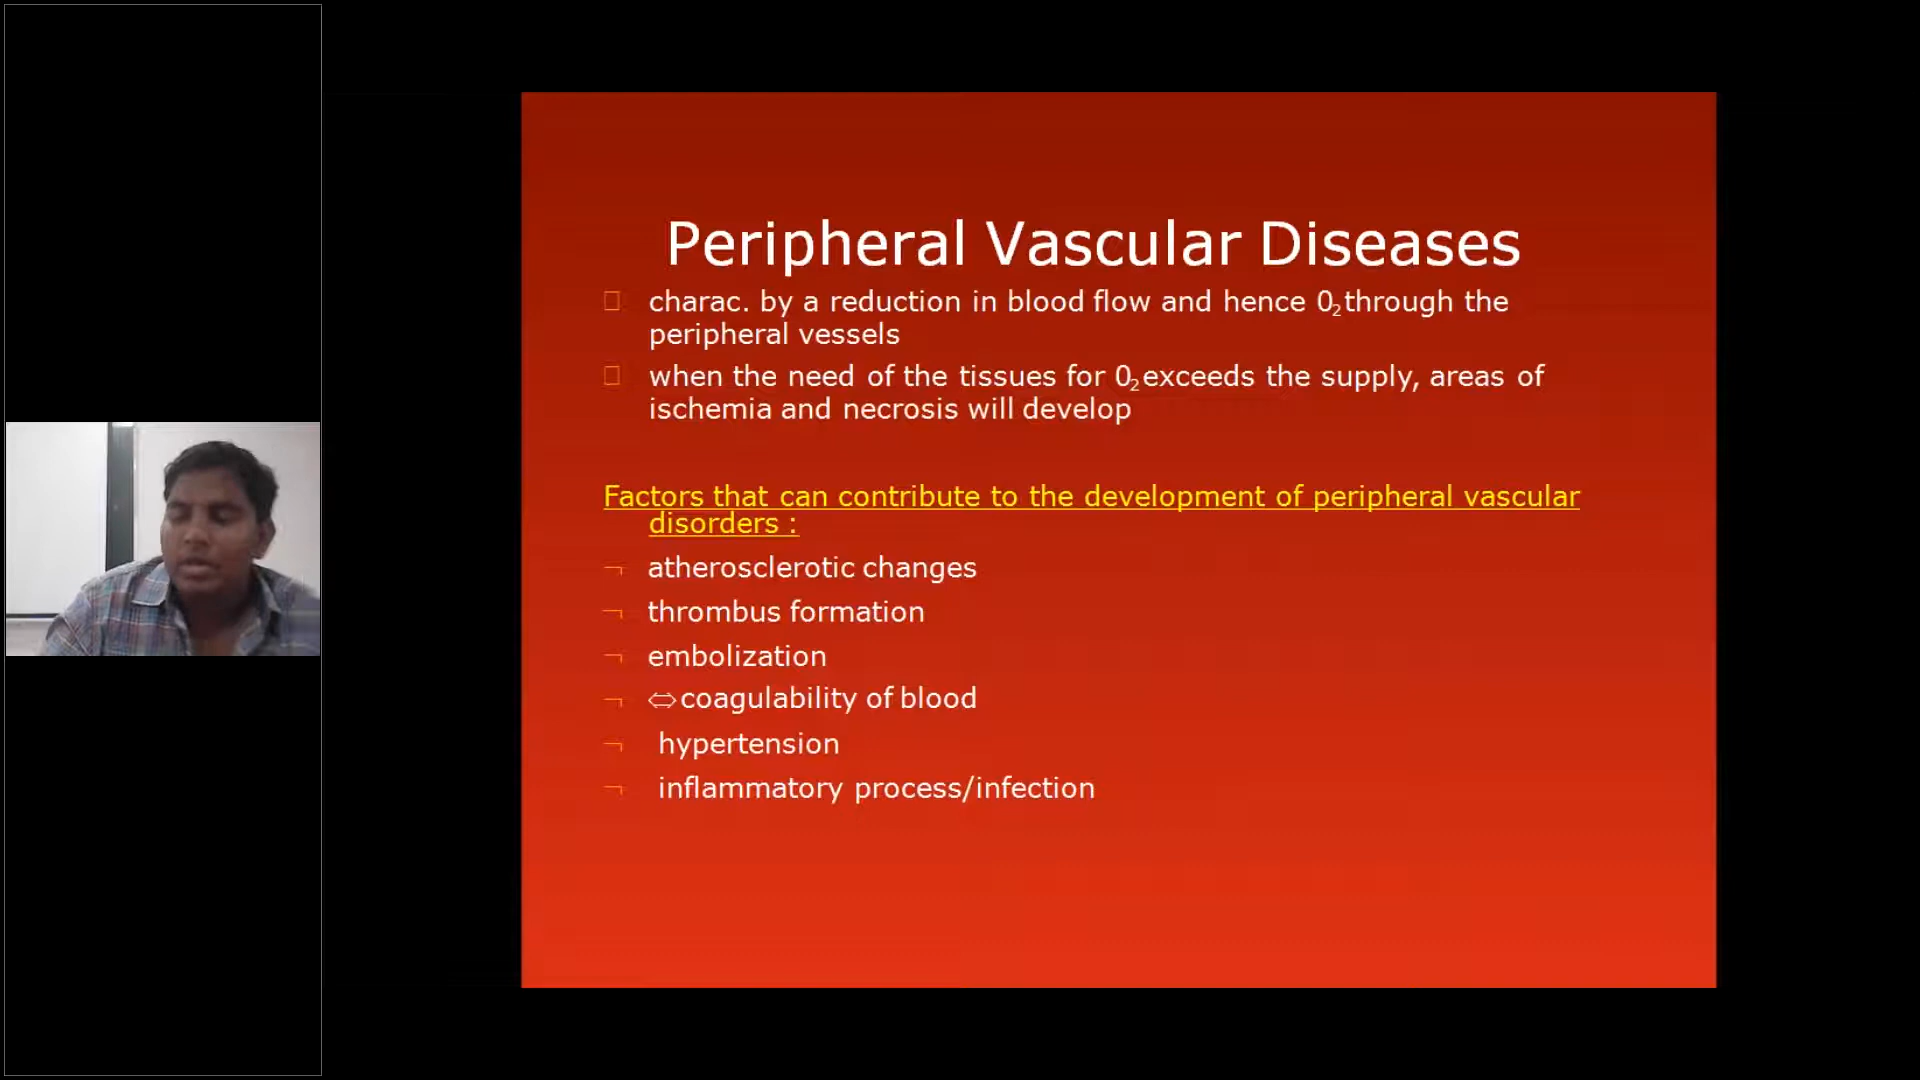 Peripheral Vascular Diseases
charac. by a reduction in blood flow and hence 0₂ through the
peripheral vessels
when the need of the tissues for 0₂ exceeds the supply, areas of
ischemia and necrosis will develop
Factors that can contribute to the development of peripheral vascular
disorders :
¬ atherosclerotic changes
¬ thrombus formation
¬ embolization
¬ ⇔coagulability of blood
¬ hypertension
¬ inflammatory process/infection